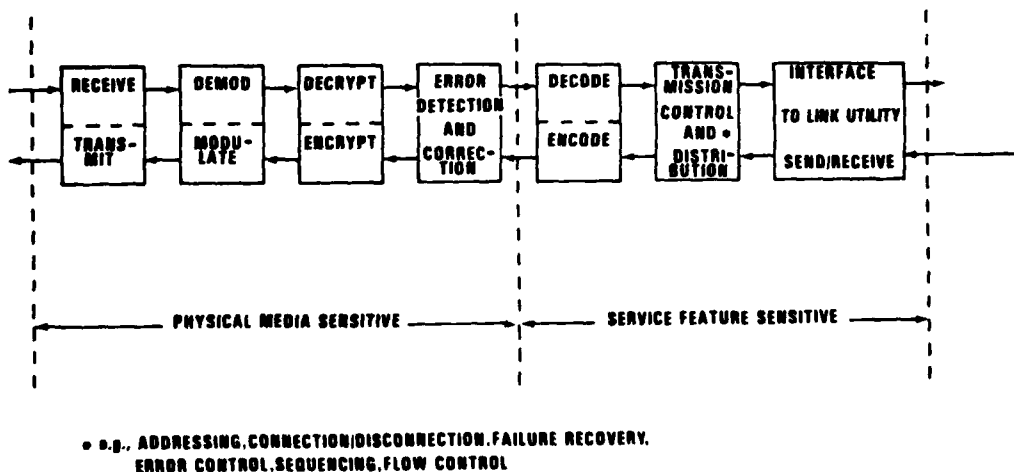 RECEIVE
TRANS-
MIT
DEMOD
MODU-
LATE
DECRYPT
ENCRYPT
ERROR
DETECTION
AND
CORREC-
TION
DECODE
ENCODE
TRANS-
MISSION
CONTROL
AND *
DISTRI-
BUTION
INTERFACE
TO LINK UTILITY
SEND/RECEIVE
PHYSICAL MEDIA SENSITIVE
SERVICE FEATURE SENSITIVE
* e.g., ADDRESSING, CONNECTION/DISCONNECTION, FAILURE RECOVERY,
ERROR CONTROL, SEQUENCING, FLOW CONTROL